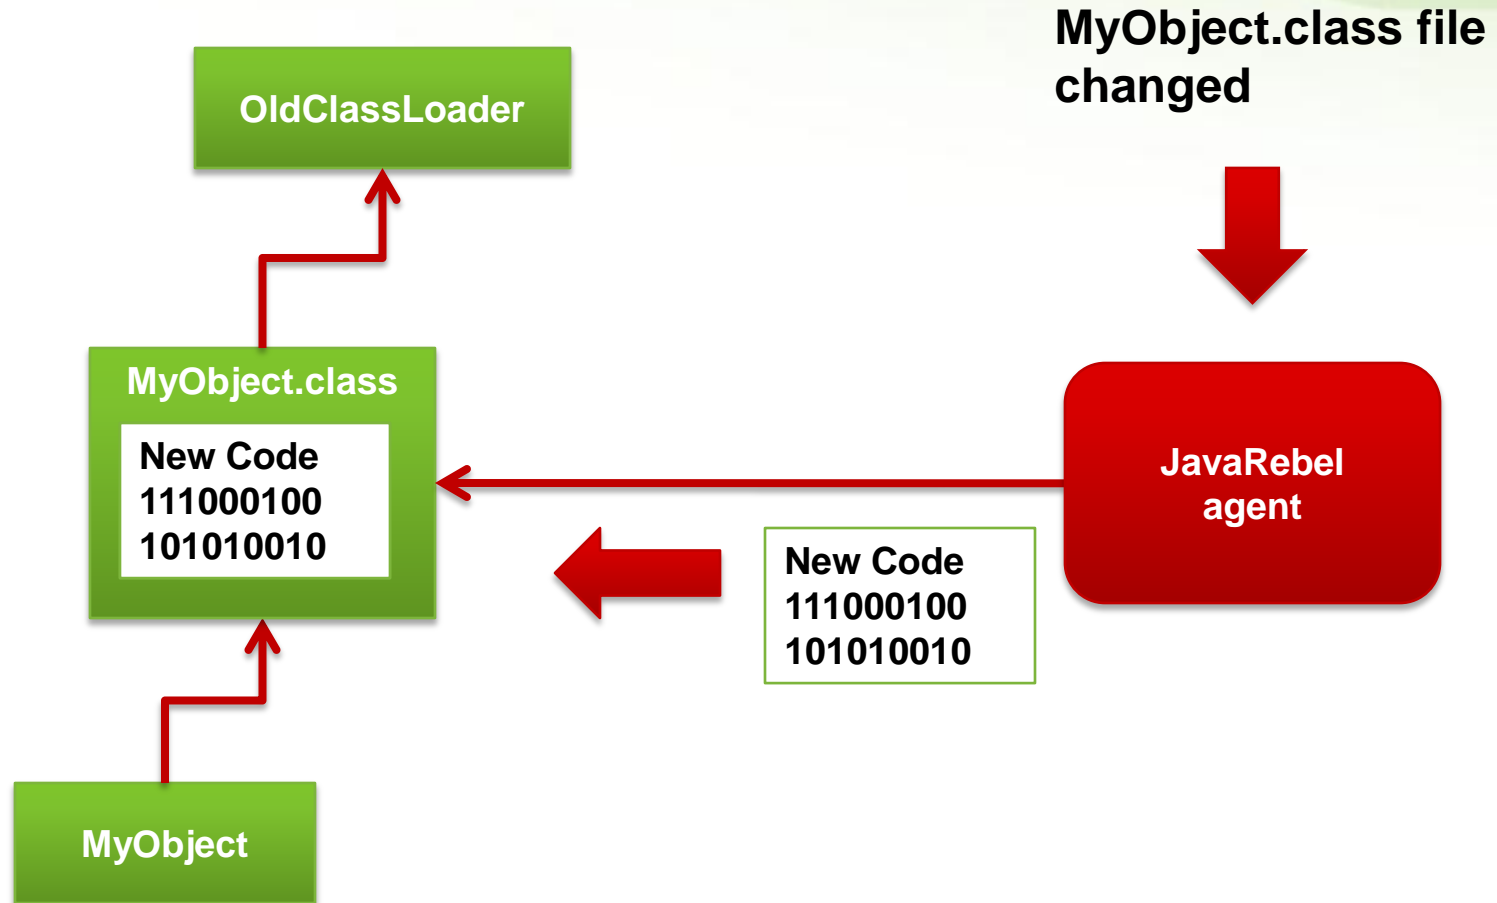 MyObject.class file
changed
OldClassLoader
MyObject.class
New Code
111000100
101010010
JavaRebel
agent
New Code
111000100
101010010
MyObject